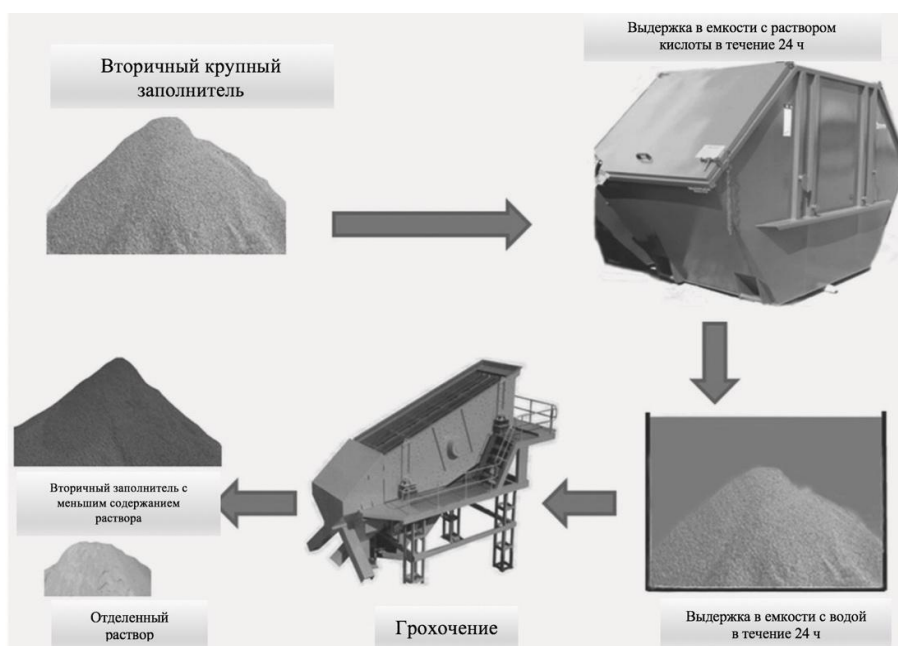 Вторичный крупный
заполнитель
Выдержка в емкости с раствором
кислоты в течение 24 ч
Выдержка в емкости с водой
в течение 24 ч
Грохочение
Вторичный заполнитель с
меньшим содержанием
раствора
Отделенный
раствор